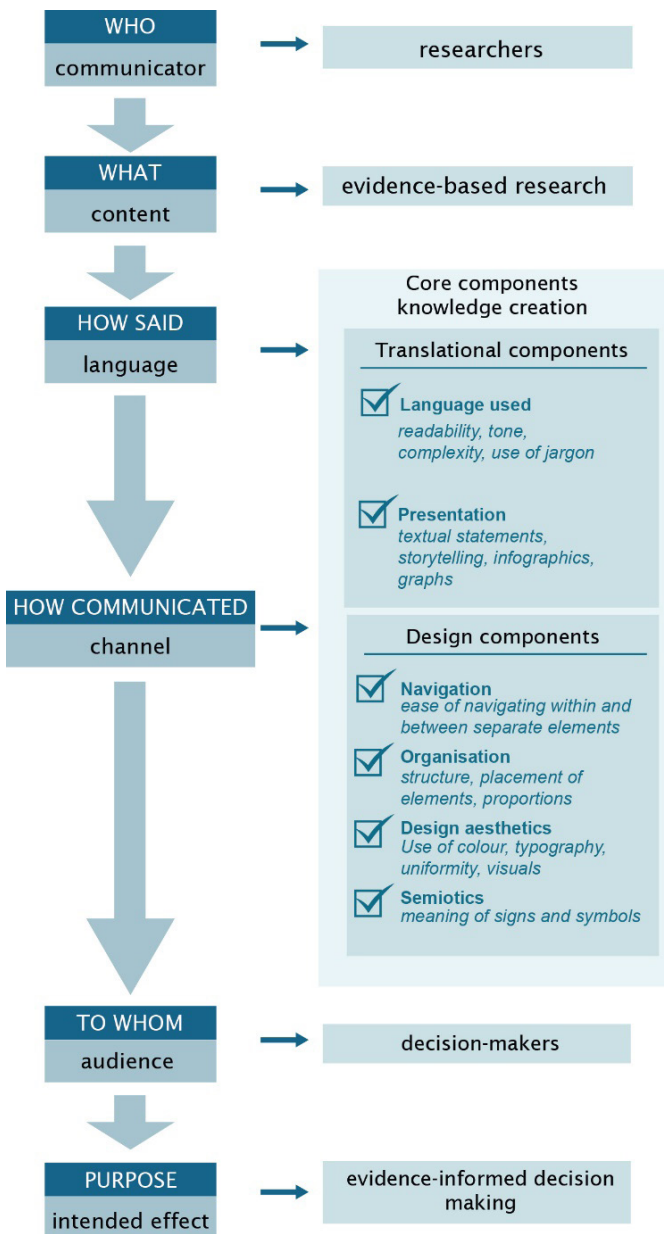 WHO
communicator
researchers
WHAT
content
evidence-based research
HOW SAID
language
Core components
knowledge creation
Translational components
Language used
readability, tone,
complexity, use of jargon
Presentation
textual statements,
storytelling, infographics,
graphs
HOW COMMUNICATED
channel
Design components
Navigation
ease of navigating within and
between separate elements
Organisation
structure, placement of
elements, proportions
Design aesthetics
Use of colour, typography,
uniformity, visuals
Semiotics
meaning of signs and symbols
TO WHOM
audience
decision-makers
PURPOSE
intended effect
evidence-informed decision
making